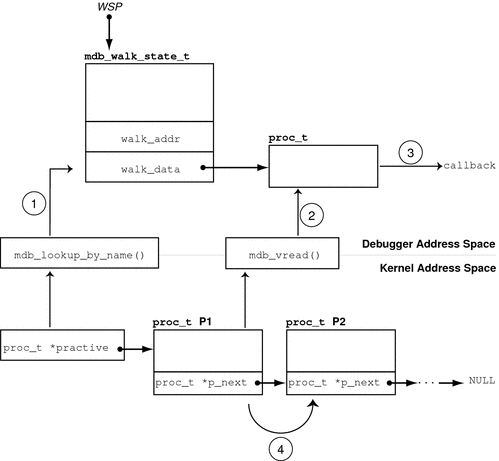 WSP
mdb_walk_state_t
walk_addr
proc_t
walk_data
3
callback
1
2
Debugger Address Space
mdb_lookup_by_name()
mdb_vread()
Kernel Address Space
proc_t P1
proc_t P2
proc_t *practive
proc_t *p_next
proc_t *p_next
...
NULL
4